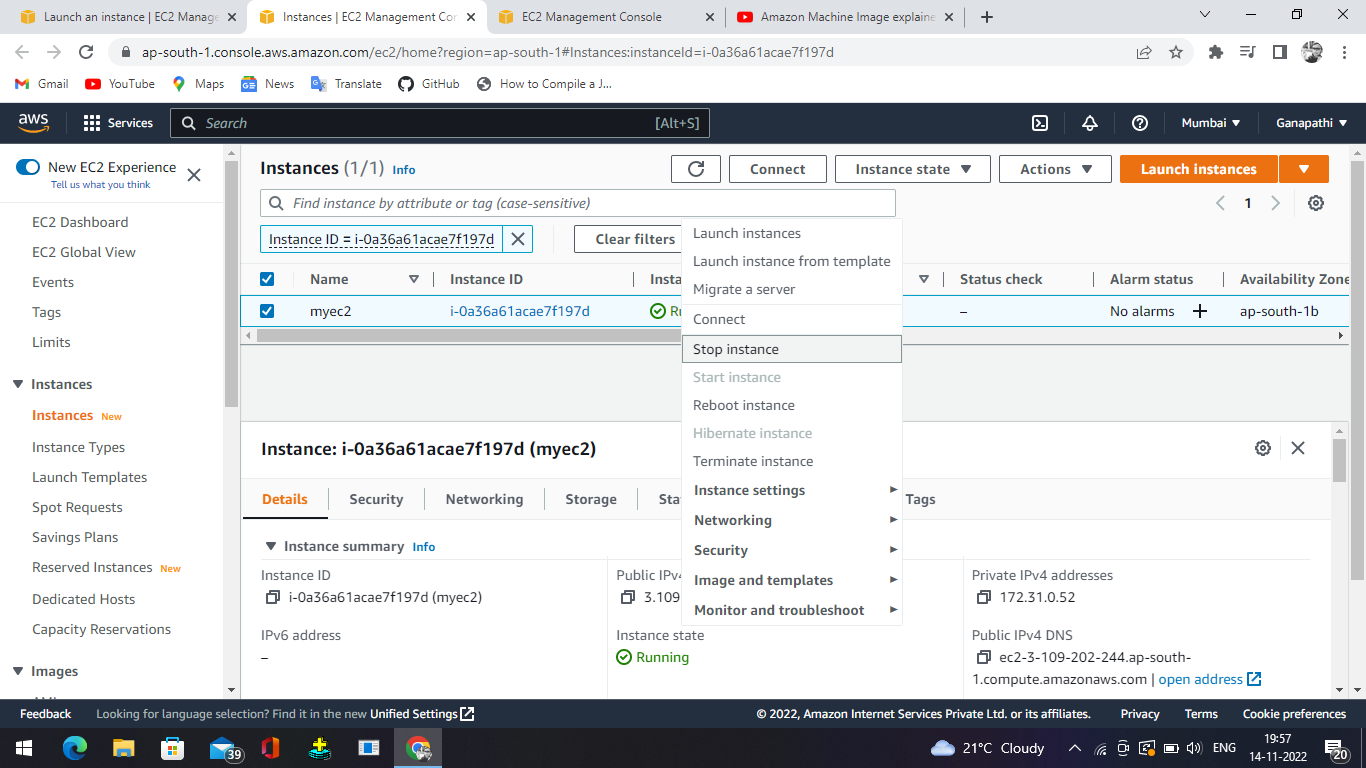 Launch an instance | EC2 Manage
Instances | EC2 Management Con
EC2 Management Console
Amazon Machine Image explaine
ap-south-1.console.aws.amazon.com/ec2/home?region=ap-south-1#Instances:instanceId=i-0a36a61acae7f197d
Gmail YouTube Maps News Translate GitHub How to Compile a J...
aws Services Search [Alt+S] Mumbai Ganapathi
New EC2 Experience
Tell us what you think
EC2 Dashboard
EC2 Global View
Events
Tags
Limits
Instances
Instances New
Instance Types
Launch Templates
Spot Requests
Savings Plans
Reserved Instances New
Dedicated Hosts
Capacity Reservations
Images
Instances (1/1) Info
Connect Instance state Actions Launch instances
Find instance by attribute or tag (case-sensitive) 1
Instance ID = i-0a36a61acae7f197d Clear filters
Name Instance ID Insta Status check Alarm status Availability Zone
myec2 i-0a36a61acae7f197d Ru – No alarms + ap-south-1b
Launch instances
Launch instance from template
Migrate a server
Connect
Stop instance
Start instance
Reboot instance
Hibernate instance
Terminate instance
Instance settings
Networking
Security
Image and templates
Monitor and troubleshoot
Instance: i-0a36a61acae7f197d (myec2)
Details Security Networking Storage Sta Tags
Instance summary Info
Instance ID
i-0a36a61acae7f197d (myec2)
IPv6 address
–
Public IPv4
3.109
Instance state
Running
Private IPv4 addresses
172.31.0.52
Public IPv4 DNS
ec2-3-109-202-244.ap-south-
1.compute.amazonaws.com | open address
Feedback Looking for language selection? Find it in the new Unified Settings © 2022, Amazon Internet Services Private Ltd. or its affiliates. Privacy Terms Cookie preferences
39 21°C Cloudy ENG 19:57
14-11-2022 20